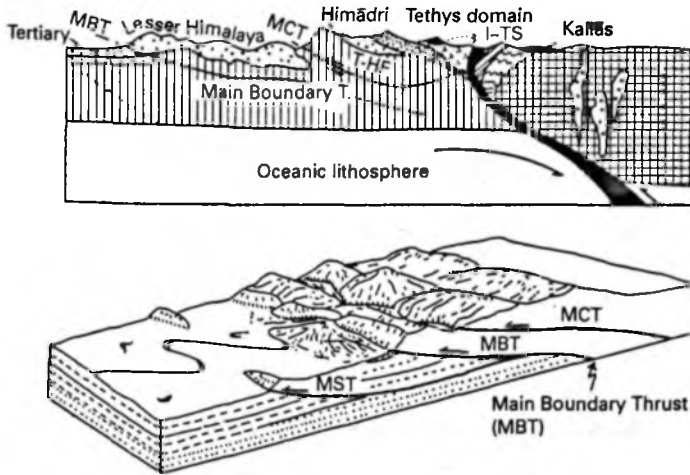 Tertiary
MBT
Lesser Himalaya
MCT
Himādri
Tethys domain
I-TS
Kailas
T-HF
Main Boundary T.
Oceanic lithosphere
MCT
MBT
MST
Main Boundary Thrust
(MBT)